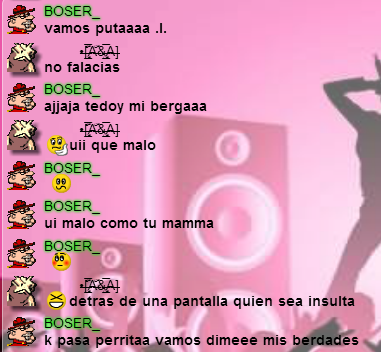 BOSER_
vamos putaaaa .l.
•[A&A]
no falacias
BOSER_
ajjaja tedoy mi bergaaa
•[A&A]
uii que malo
BOSER_
BOSER_
ui malo como tu mamma
BOSER_
•[A&A]
detras de una pantalla quien sea insulta
BOSER_
k pasa perritaa vamos dimeee mis berdades